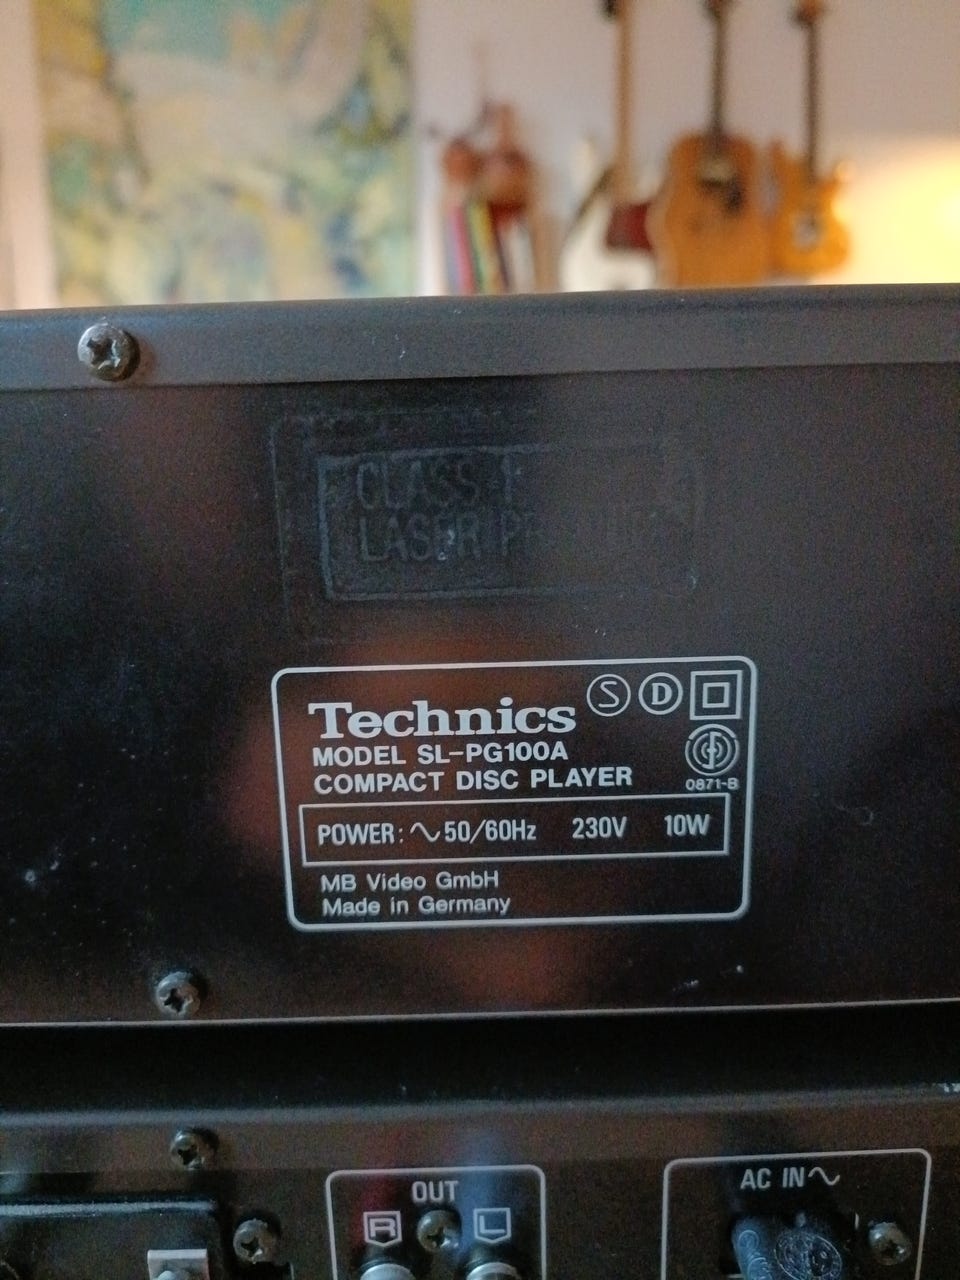 CLASS 1
LASER PRODUCT
Technics S D
MODEL SL-PG100A
COMPACT DISC PLAYER 0871-B
POWER: ∿50/60Hz 230V 10W
MB Video GmbH
Made in Germany
OUT
R L
AC IN∿